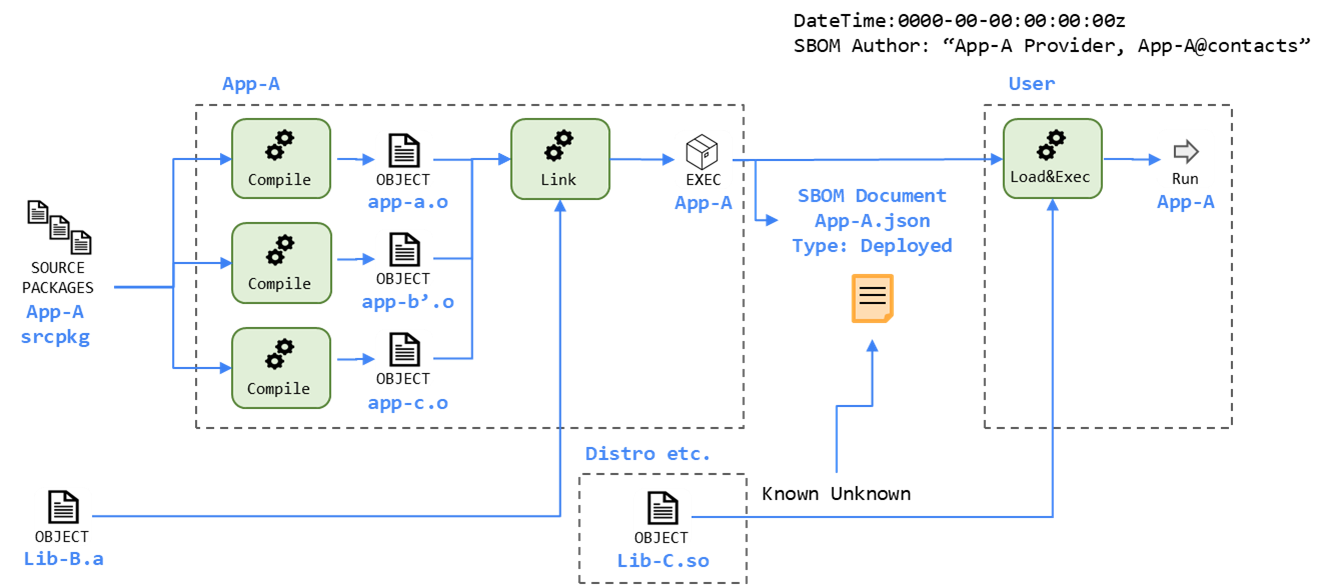 DateTime:0000-00-00:00:00:00z
SBOM Author: “App-A Provider, App-A@contacts”
App-A
User
Compile
OBJECT
app-a.o
Link
EXEC
App-A
Load&Exec
Run
App-A
SBOM Document
App-A.json
Type: Deployed
SOURCE
PACKAGES
App-A
srcpkg
Compile
OBJECT
app-b’.o
Compile
OBJECT
app-c.o
Distro etc.
Known Unknown
OBJECT
Lib-B.a
OBJECT
Lib-C.so